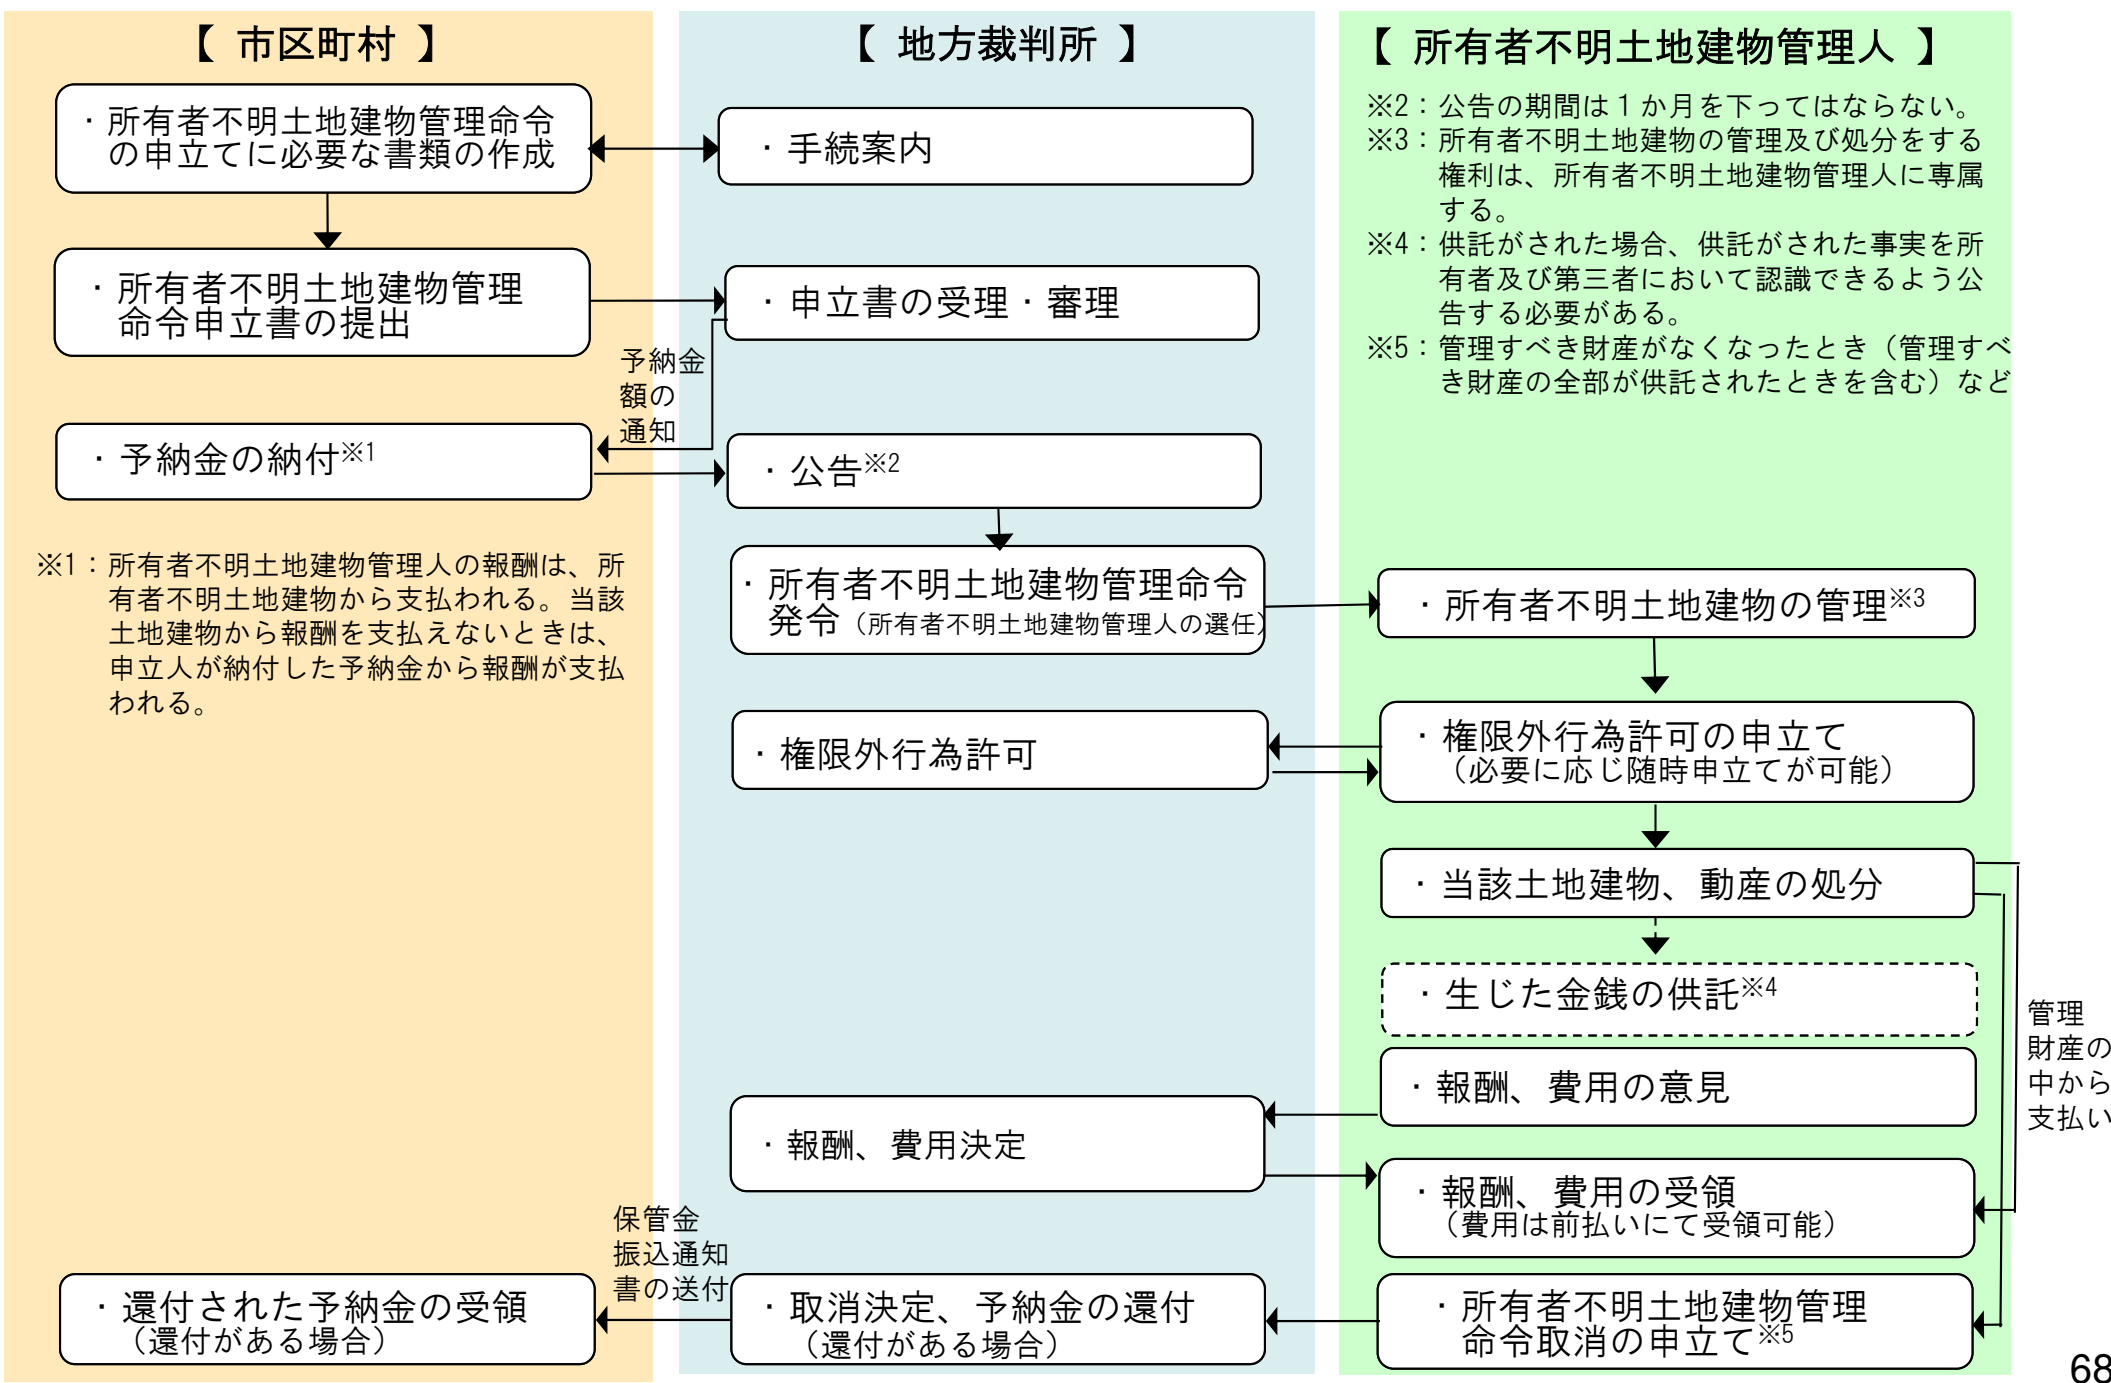 【 市区町村 】
・所有者不明土地建物管理命令
の申立てに必要な書類の作成
・所有者不明土地建物管理
命令申立書の提出
予納金
額の
通知
・予納金の納付※1
※1：所有者不明土地建物管理人の報酬は、所
有者不明土地建物から支払われる。当該
土地建物から報酬を支払えないときは、
申立人が納付した予納金から報酬が支払
われる。
保管金
振込通知
書の送付
・還付された予納金の受領
（還付がある場合）
【 地方裁判所 】
・手続案内
・申立書の受理・審理
・公告※2
・所有者不明土地建物管理命令
発令（所有者不明土地建物管理人の選任）
・権限外行為許可
・報酬、費用決定
・取消決定、予納金の還付
（還付がある場合）
【 所有者不明土地建物管理人 】
※2：公告の期間は１か月を下ってはならない。
※3：所有者不明土地建物の管理及び処分をする
権利は、所有者不明土地建物管理人に専属
する。
※4：供託がされた場合、供託がされた事実を所
有者及び第三者において認識できるよう公
告する必要がある。
※5：管理すべき財産がなくなったとき（管理すべ
き財産の全部が供託されたときを含む）など
・所有者不明土地建物の管理※3
・権限外行為許可の申立て
（必要に応じ随時申立てが可能）
・当該土地建物、動産の処分
・生じた金銭の供託※4
・報酬、費用の意見
・報酬、費用の受領
（費用は前払いにて受領可能）
・所有者不明土地建物管理
命令取消の申立て※5
管理
財産の
中から
支払い
68